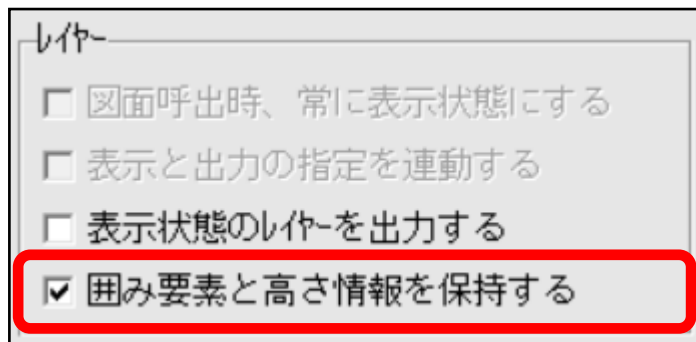 ﾚｲﾔｰ
図面呼出時、常に表示状態にする
表示と出力の指定を連動する
表示状態のﾚｲﾔｰを出力する
囲み要素と高さ情報を保持する